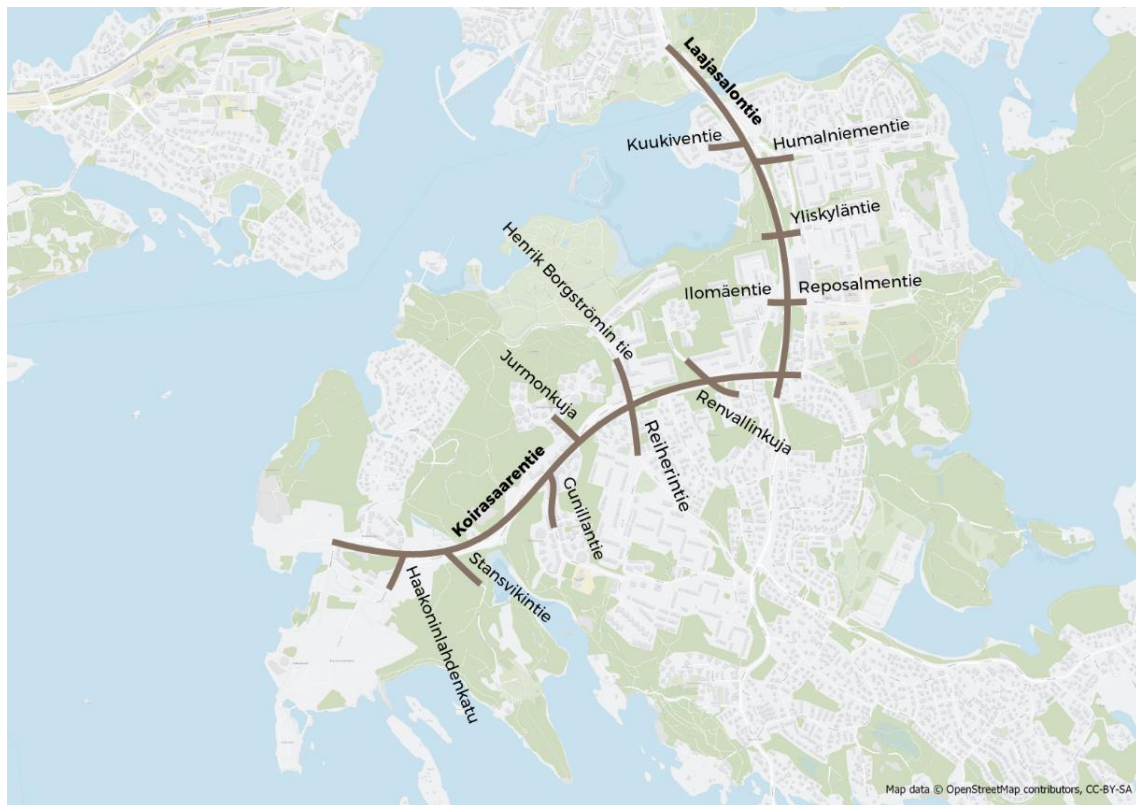 Laajasalontie
Kuukiventie
Humalniementie
Yliskyläntie
Henrik Borgströmin tie
Ilomäentie
Reposalmentie
Jurmonkuja
Renvallinkuja
Reiherintie
Koirasaarentie
Gunillantie
Stansvikintie
Haakoninlahdenkatu
Map data © OpenStreetMap contributors, CC-BY-SA